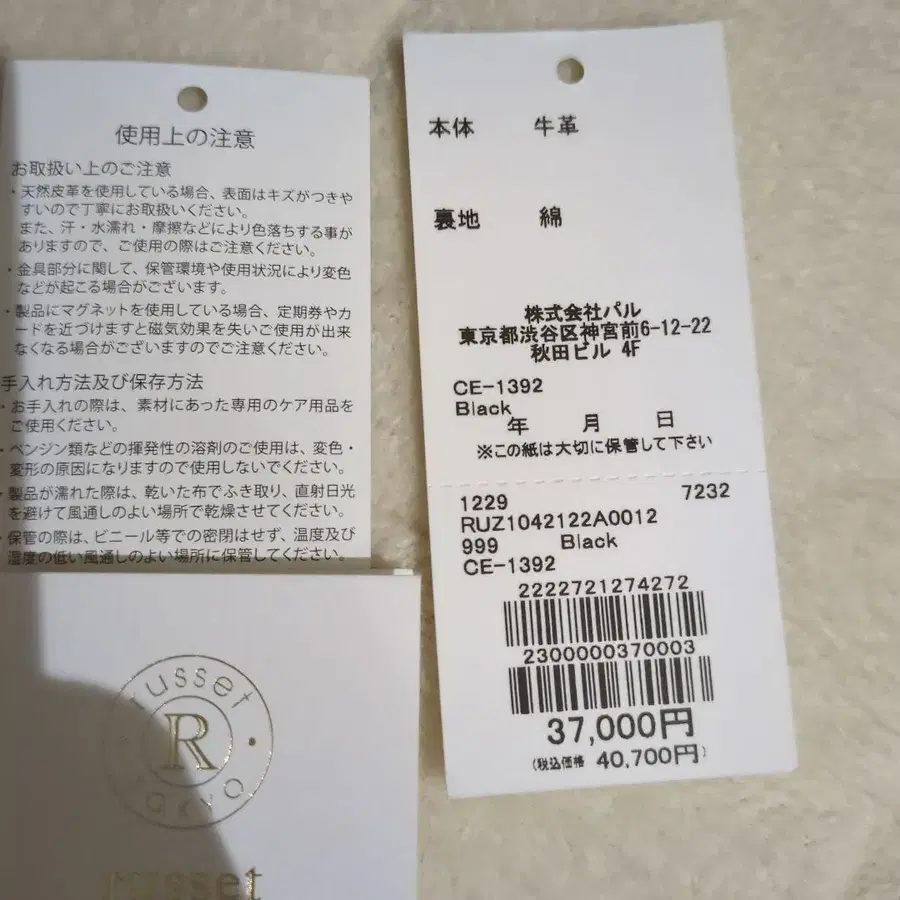 使用上の注意
お取扱い上のご注意
・天然皮革を使用している場合、表面はキズがつきや
すいので丁寧にお取扱いください。
また、汗・水濡れ・摩擦などにより色落ちする事が
ありますので、ご使用の際はご注意ください。
・金具部分に関して、保管環境や使用状況により変色
などが起こる場合がございます。
・製品にマグネットを使用している場合、定期券やカ
ードを近づけますと磁気効果を失いご使用が出来
なくなる場合がございますのでご注意ください。
手入れ方法及び保存方法
・お手入れの際は、素材にあった専用のケア用品を
ご使用ください。
・ベンジン類などの揮発性の溶剤のご使用は、変色・
変形の原因になりますので使用しないでください。
・製品が濡れた際は、乾いた布でふき取り、直射日光
を避けて風通しのよい場所で乾燥させてください。
・保管の際は、ビニール等での密閉はせず、温度及び
湿度の低い風通しのよい場所に保管してください。
russet
R
tokyo
russet
本体 牛革
裏地 綿
株式会社パル
東京都渋谷区神宮前6-12-22
秋田ビル 4F
CE-1392
Black
年 月 日
※この紙は大切に保管して下さい
1229 7232
RUZ1042122A0012
999 Black
CE-1392
2222721274272
2300000370003
37,000円
(税込価格 40,700円)